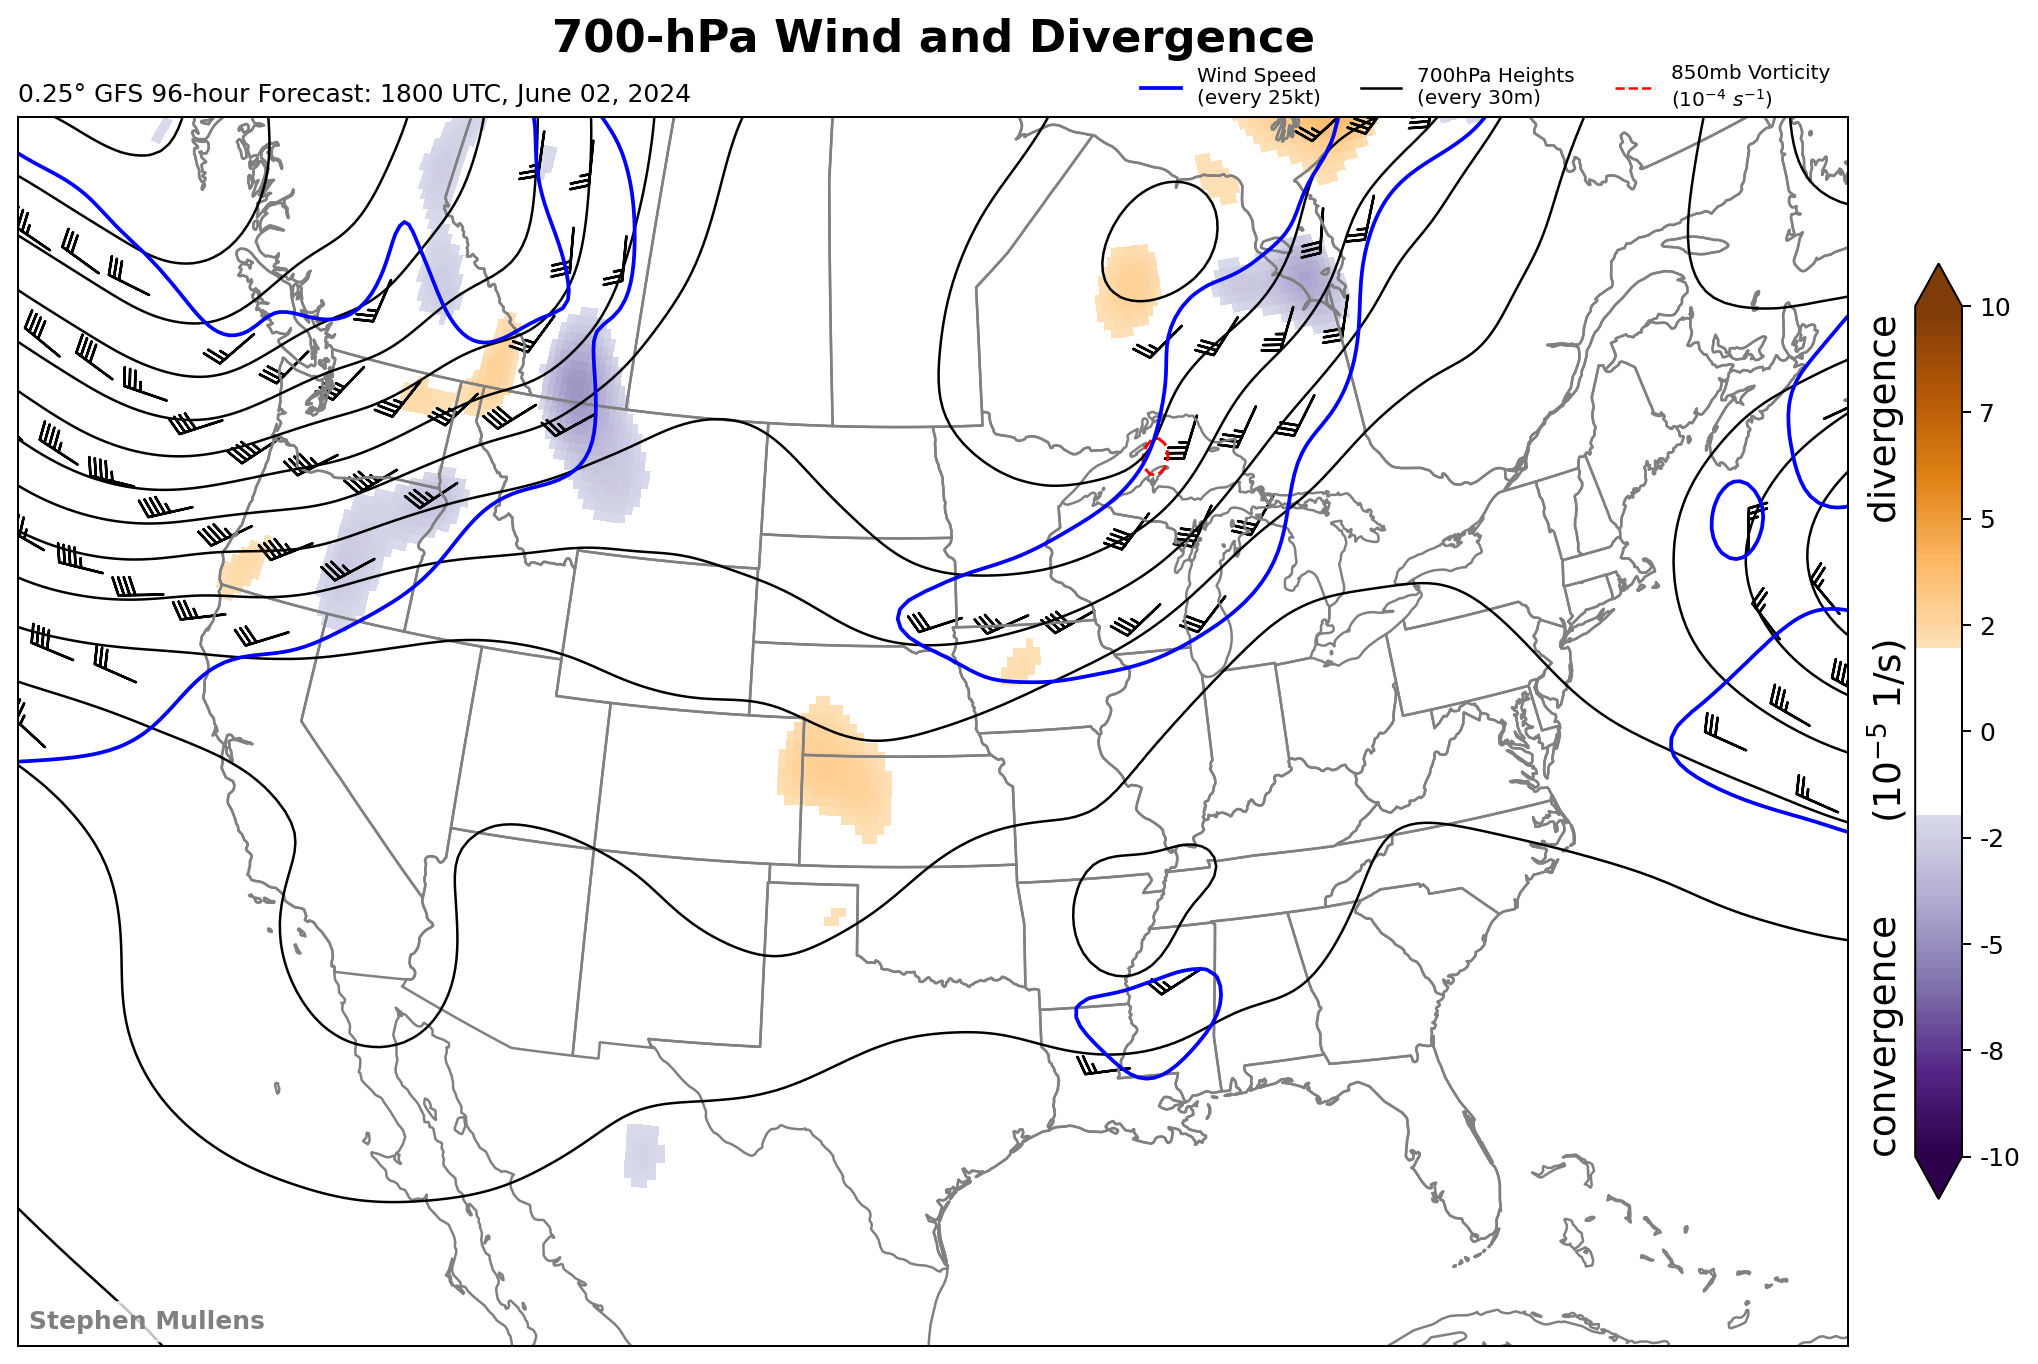 700-hPa Wind and Divergence
0.25° GFS 96-hour Forecast: 1800 UTC, June 02, 2024
Wind Speed
(every 25kt)
700hPa Heights
(every 30m)
850mb Vorticity
(10⁻⁴ s⁻¹)
10
7
5
2
0
-2
-5
-8
-10
convergence (10⁻⁵ 1/s) divergence
Stephen Mullens